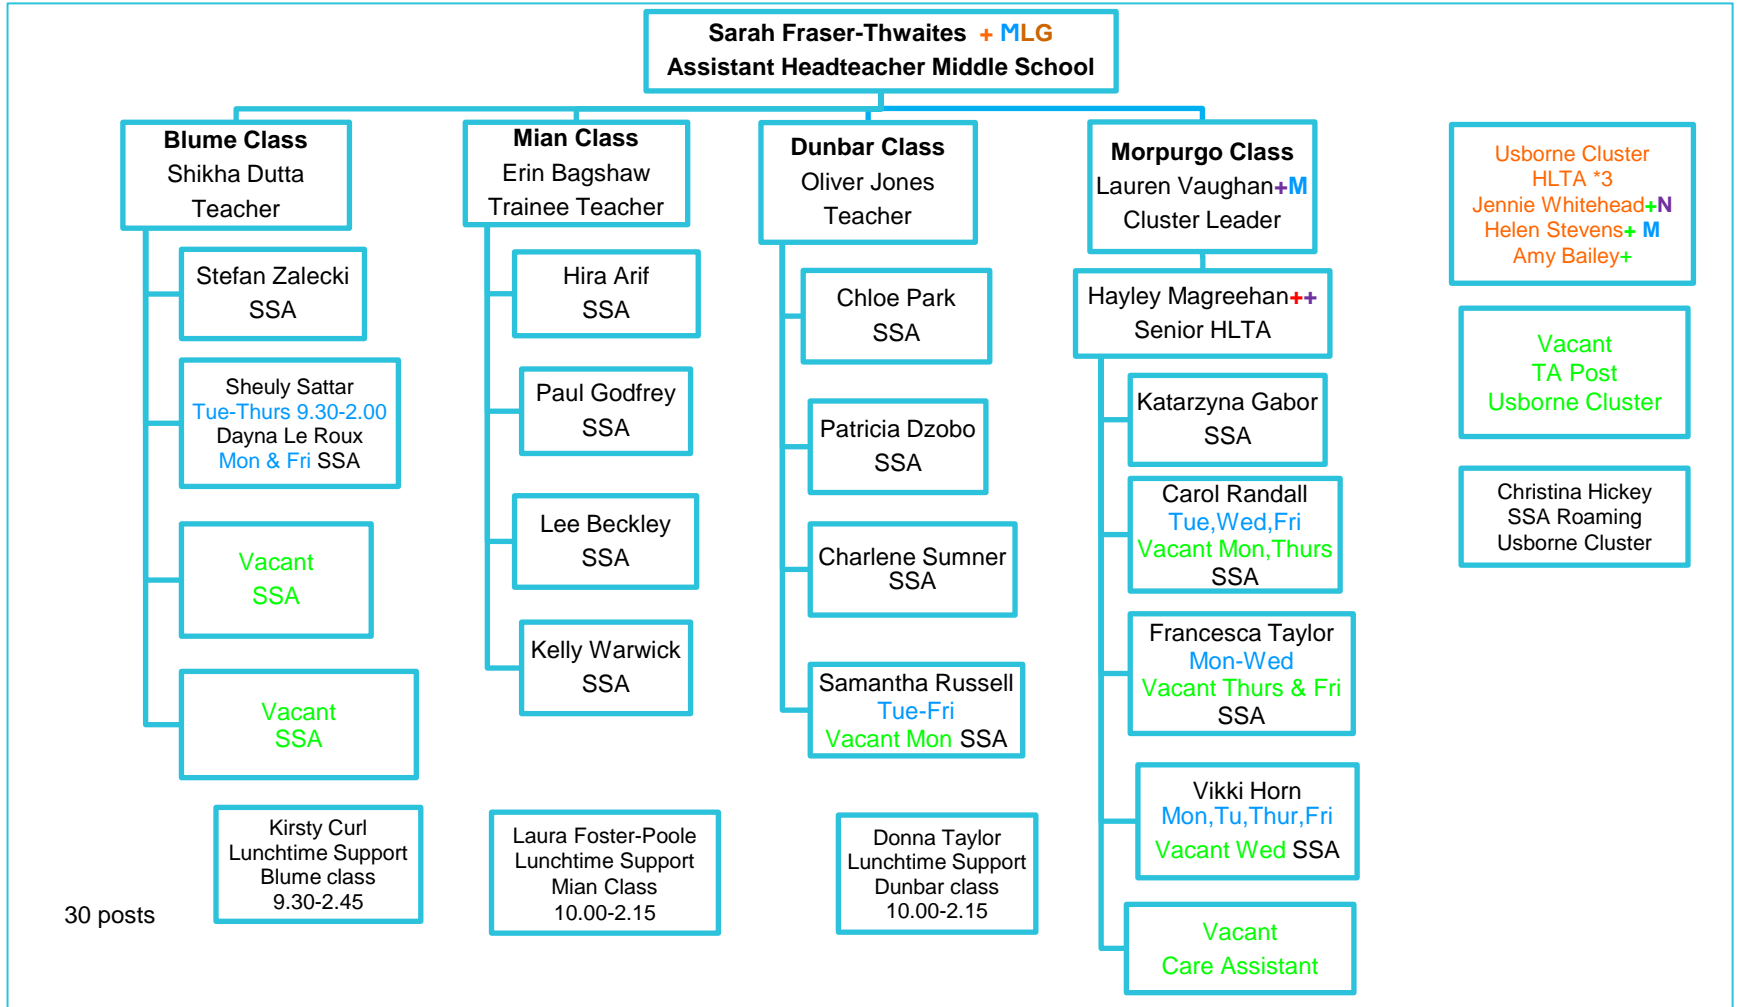 Sarah Fraser-Thwaites + MLG
Assistant Headteacher Middle School
Blume Class
Shikha Dutta
Teacher
Stefan Zalecki
SSA
Sheuly Sattar
Tue-Thurs 9.30-2.00
Dayna Le Roux
Mon & Fri SSA
Vacant
SSA
Vacant
SSA
Kirsty Curl
Lunchtime Support
Blume class
9.30-2.45
Mian Class
Erin Bagshaw
Trainee Teacher
Hira Arif
SSA
Paul Godfrey
SSA
Lee Beckley
SSA
Kelly Warwick
SSA
Laura Foster-Poole
Lunchtime Support
Mian Class
10.00-2.15
Dunbar Class
Oliver Jones
Teacher
Chloe Park
SSA
Patricia Dzobo
SSA
Charlene Sumner
SSA
Samantha Russell
Tue-Fri
Vacant Mon SSA
Donna Taylor
Lunchtime Support
Dunbar class
10.00-2.15
Morpurgo Class
Lauren Vaughan+M
Cluster Leader
Hayley Magreehan++
Senior HLTA
Katarzyna Gabor
SSA
Carol Randall
Tue,Wed,Fri
Vacant Mon,Thurs
SSA
Francesca Taylor
Mon-Wed
Vacant Thurs & Fri
SSA
Vikki Horn
Mon,Tu,Thur,Fri
Vacant Wed SSA
Vacant
Care Assistant
Usborne Cluster
HLTA *3
Jennie Whitehead+N
Helen Stevens+ M
Amy Bailey+
Vacant
TA Post
Usborne Cluster
Christina Hickey
SSA Roaming
Usborne Cluster
30 posts